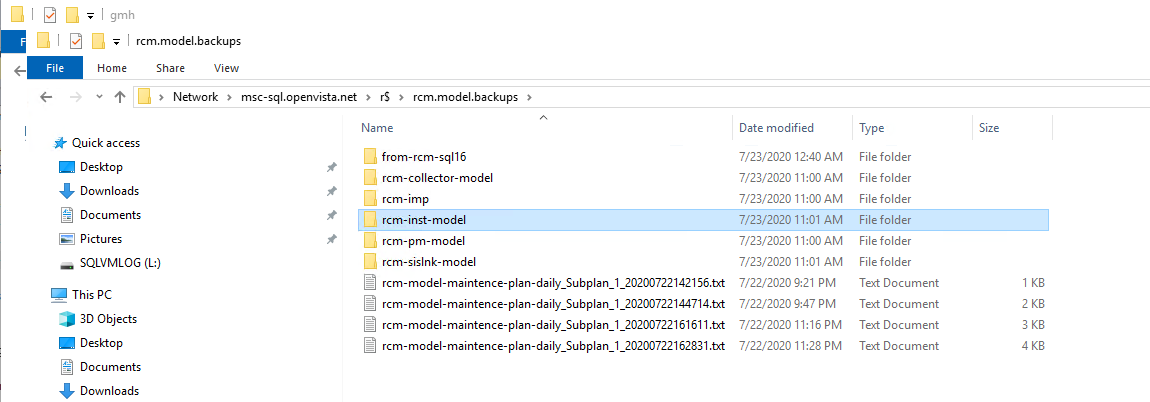 gmh
F rcm.model.backups
File Home Share View
Network msc-sql.openvista.net r$ rcm.model.backups
Name Date modified Type Size
Quick access
Desktop
Downloads
Documents
Pictures
SQLVMLOG (L:)
This PC
3D Objects
Desktop
Documents
Downloads
from-rcm-sql16 7/23/2020 12:40 AM File folder
rcm-collector-model 7/23/2020 11:00 AM File folder
rcm-imp 7/23/2020 11:00 AM File folder
rcm-inst-model 7/23/2020 11:01 AM File folder
rcm-pm-model 7/23/2020 11:00 AM File folder
rcm-sislnk-model 7/23/2020 11:01 AM File folder
rcm-model-maintence-plan-daily_Subplan_1_20200722142156.txt 7/22/2020 9:21 PM Text Document 1 KB
rcm-model-maintence-plan-daily_Subplan_1_20200722144714.txt 7/22/2020 9:47 PM Text Document 2 KB
rcm-model-maintence-plan-daily_Subplan_1_20200722161611.txt 7/22/2020 11:16 PM Text Document 3 KB
rcm-model-maintence-plan-daily_Subplan_1_20200722162831.txt 7/22/2020 11:28 PM Text Document 4 KB